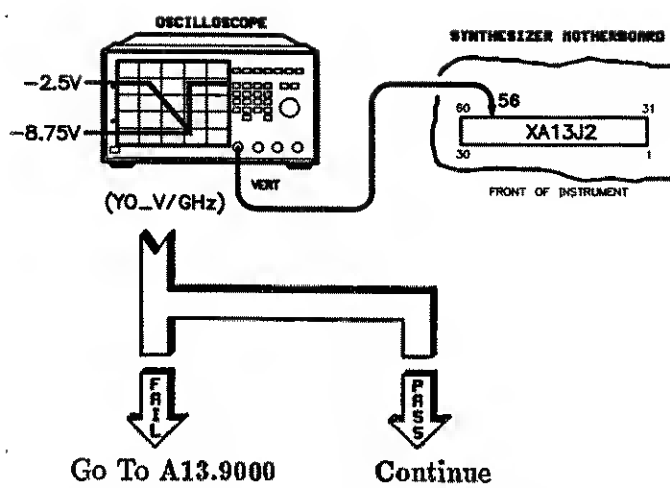 OSCILLOSCOPE
SYNTHESIZER MOTHERBOARD
-2.5V
-8.75V
56
60
31
XA13J2
30
1
VERT
FRONT OF INSTRUMENT
(YO_V/GHz)
FAIL
PASS
Go To A13.9000
Continue